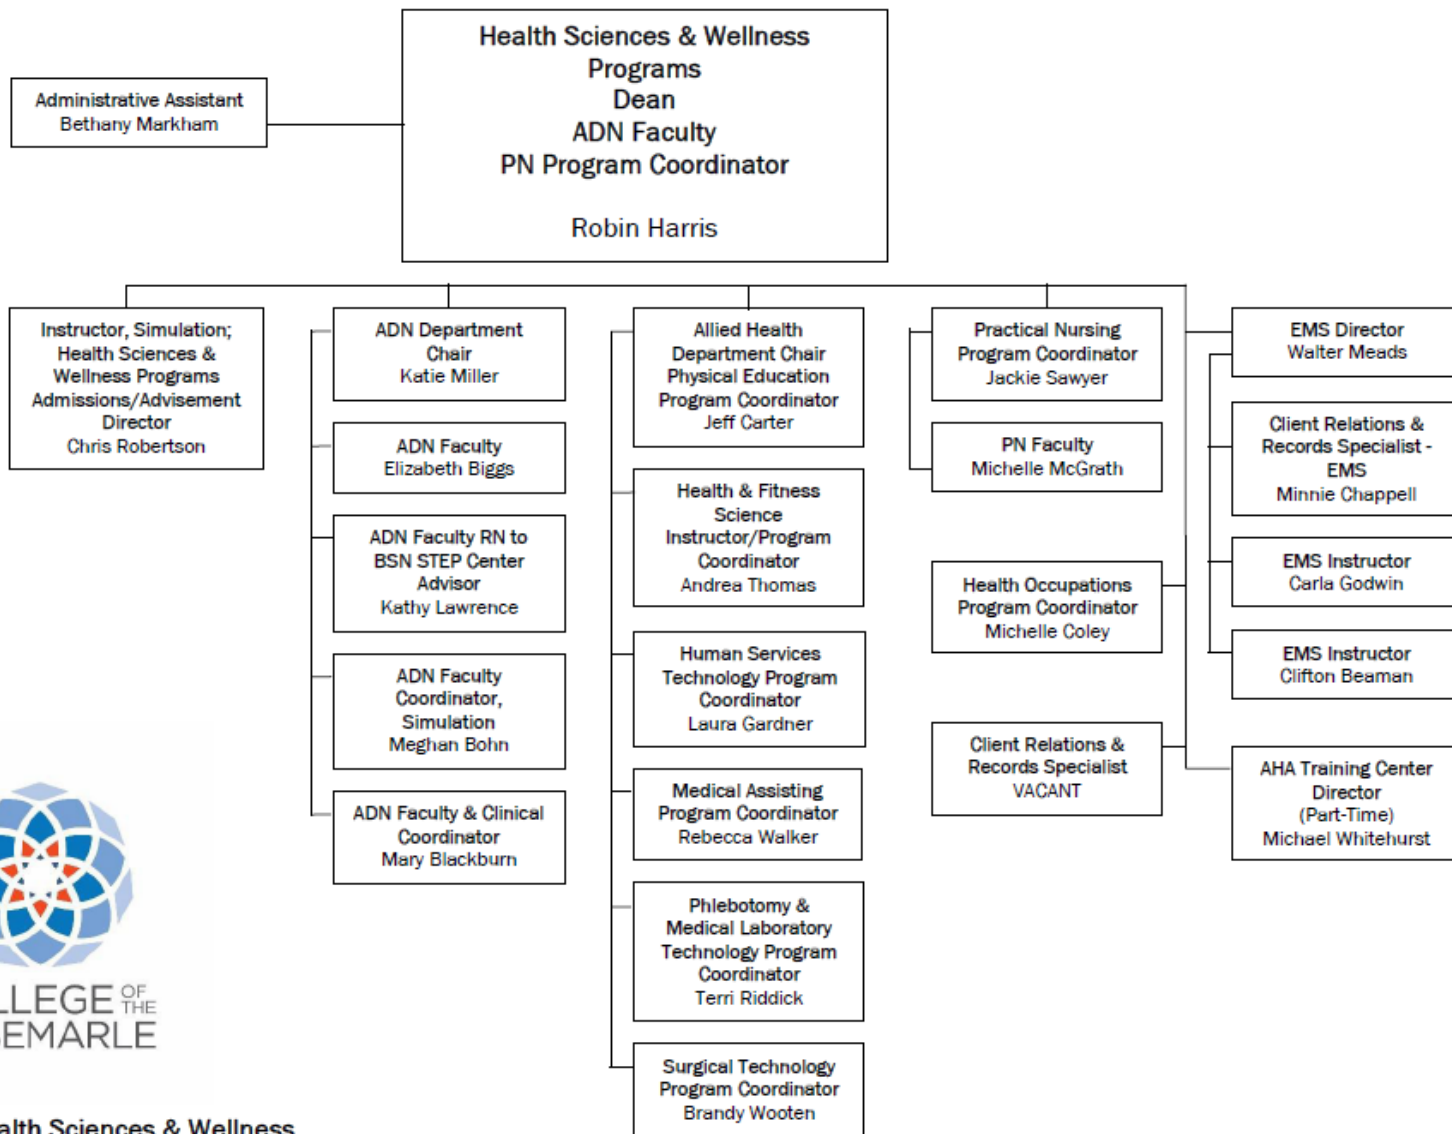 Health Sciences & Wellness
Programs
Dean
ADN Faculty
PN Program Coordinator
Robin Harris
Administrative Assistant
Bethany Markham
Instructor, Simulation;
Health Sciences &
Wellness Programs
Admissions/Advisement
Director
Chris Robertson
ADN Department
Chair
Katie Miller
ADN Faculty
Elizabeth Biggs
ADN Faculty RN to
BSN STEP Center
Advisor
Kathy Lawrence
ADN Faculty
Coordinator,
Simulation
Meghan Bohn
ADN Faculty & Clinical
Coordinator
Mary Blackburn
Allied Health
Department Chair
Physical Education
Program Coordinator
Jeff Carter
Health & Fitness
Science
Instructor/Program
Coordinator
Andrea Thomas
Human Services
Technology Program
Coordinator
Laura Gardner
Medical Assisting
Program Coordinator
Rebecca Walker
Phlebotomy &
Medical Laboratory
Technology Program
Coordinator
Terri Riddick
Surgical Technology
Program Coordinator
Brandy Wooten
Practical Nursing
Program Coordinator
Jackie Sawyer
PN Faculty
Michelle McGrath
Health Occupations
Program Coordinator
Michelle Coley
Client Relations &
Records Specialist
VACANT
EMS Director
Walter Meads
Client Relations &
Records Specialist -
EMS
Minnie Chappell
EMS Instructor
Carla Godwin
EMS Instructor
Clifton Beaman
AHA Training Center
Director
(Part-Time)
Michael Whitehurst
LLEGE OF THE
EMARLE
alth Sciences & Wellness